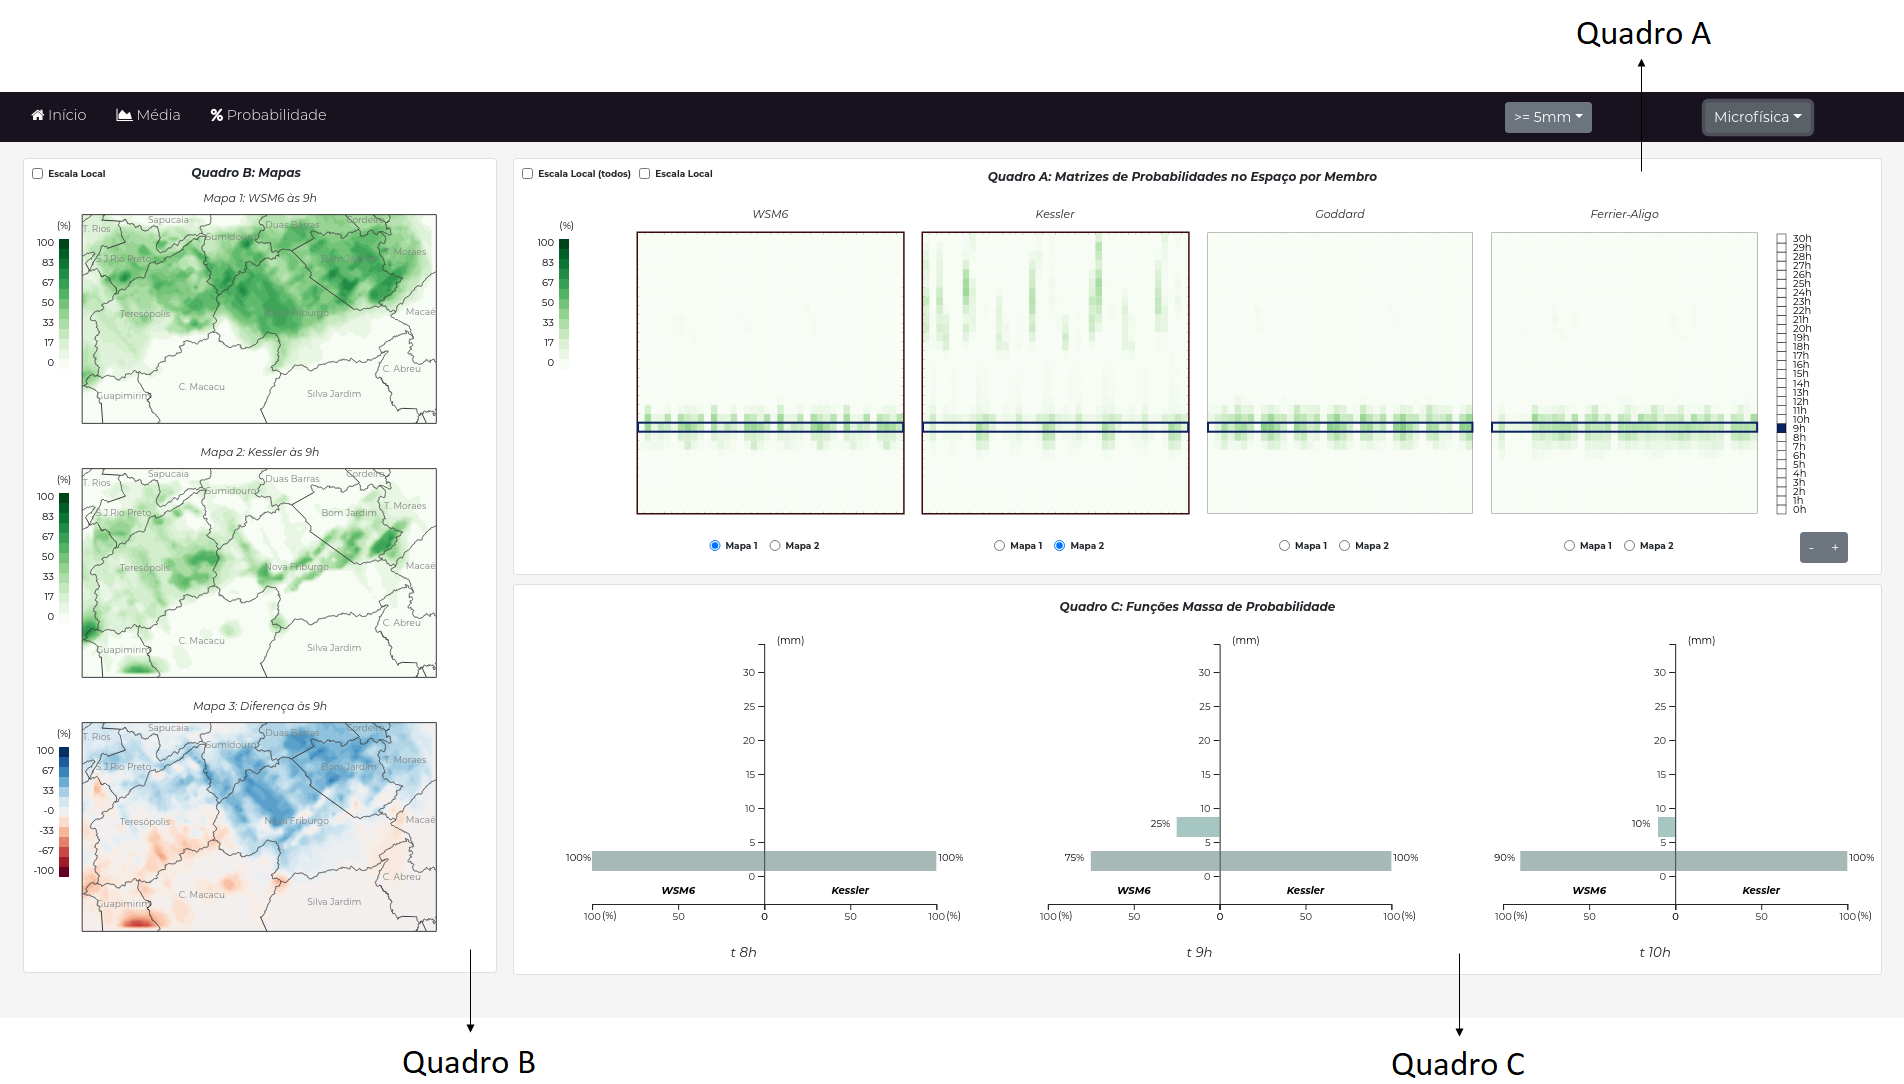 Quadro A
Início Média Probabilidade >= 5mm Microfísica
Escala Local Quadro B: Mapas
Mapa 1: WSM6 às 9h
(%)
100
83
67
50
33
17
0
T. Rios
Sapucaia
Cordeiro
Duas Barras
Sumidouro
S.J.Rio Preto
Bom Jardim
T. Moraes
Teresópolis
Nova Friburgo
Macaé
C. Abreu
C. Macacu
Silva Jardim
Guapimirim
Mapa 2: Kessler às 9h
(%)
100
83
67
50
33
17
0
T. Rios
Sapucaia
Cordeiro
Duas Barras
Sumidouro
S.J.Rio Preto
Bom Jardim
T. Moraes
Teresópolis
Nova Friburgo
Macaé
C. Abreu
C. Macacu
Silva Jardim
Guapimirim
Mapa 3: Diferença às 9h
(%)
100
67
33
-0
-33
-67
-100
T. Rios
Sapucaia
Cordeiro
Duas Barras
Sumidouro
S.J.Rio Preto
Bom Jardim
T. Moraes
Teresópolis
Nova Friburgo
Macaé
C. Abreu
C. Macacu
Silva Jardim
Guapimirim
Escala Local (todos) Escala Local
Quadro A: Matrizes de Probabilidades no Espaço por Membro
(%)
100
83
67
50
33
17
0
WSM6 Kessler Goddard Ferrier-Aligo
30h
29h
28h
27h
26h
25h
24h
23h
22h
21h
20h
19h
18h
17h
16h
15h
14h
13h
12h
11h
10h
9h
8h
7h
6h
5h
4h
3h
2h
1h
0h
Mapa 1 Mapa 2 Mapa 1 Mapa 2 Mapa 1 Mapa 2 Mapa 1 Mapa 2 - +
Quadro C: Funções Massa de Probabilidade
(mm)
30
25
20
15
10
5
0
100% 100%
WSM6 Kessler
100 (%) 50 0 50 100 (%)
t 8h
(mm)
30
25
20
15
10
5
0
25%
75% 100%
WSM6 Kessler
100 (%) 50 0 50 100 (%)
t 9h
(mm)
30
25
20
15
10
5
0
10%
90% 100%
WSM6 Kessler
100 (%) 50 0 50 100 (%)
t 10h
Quadro B
Quadro C